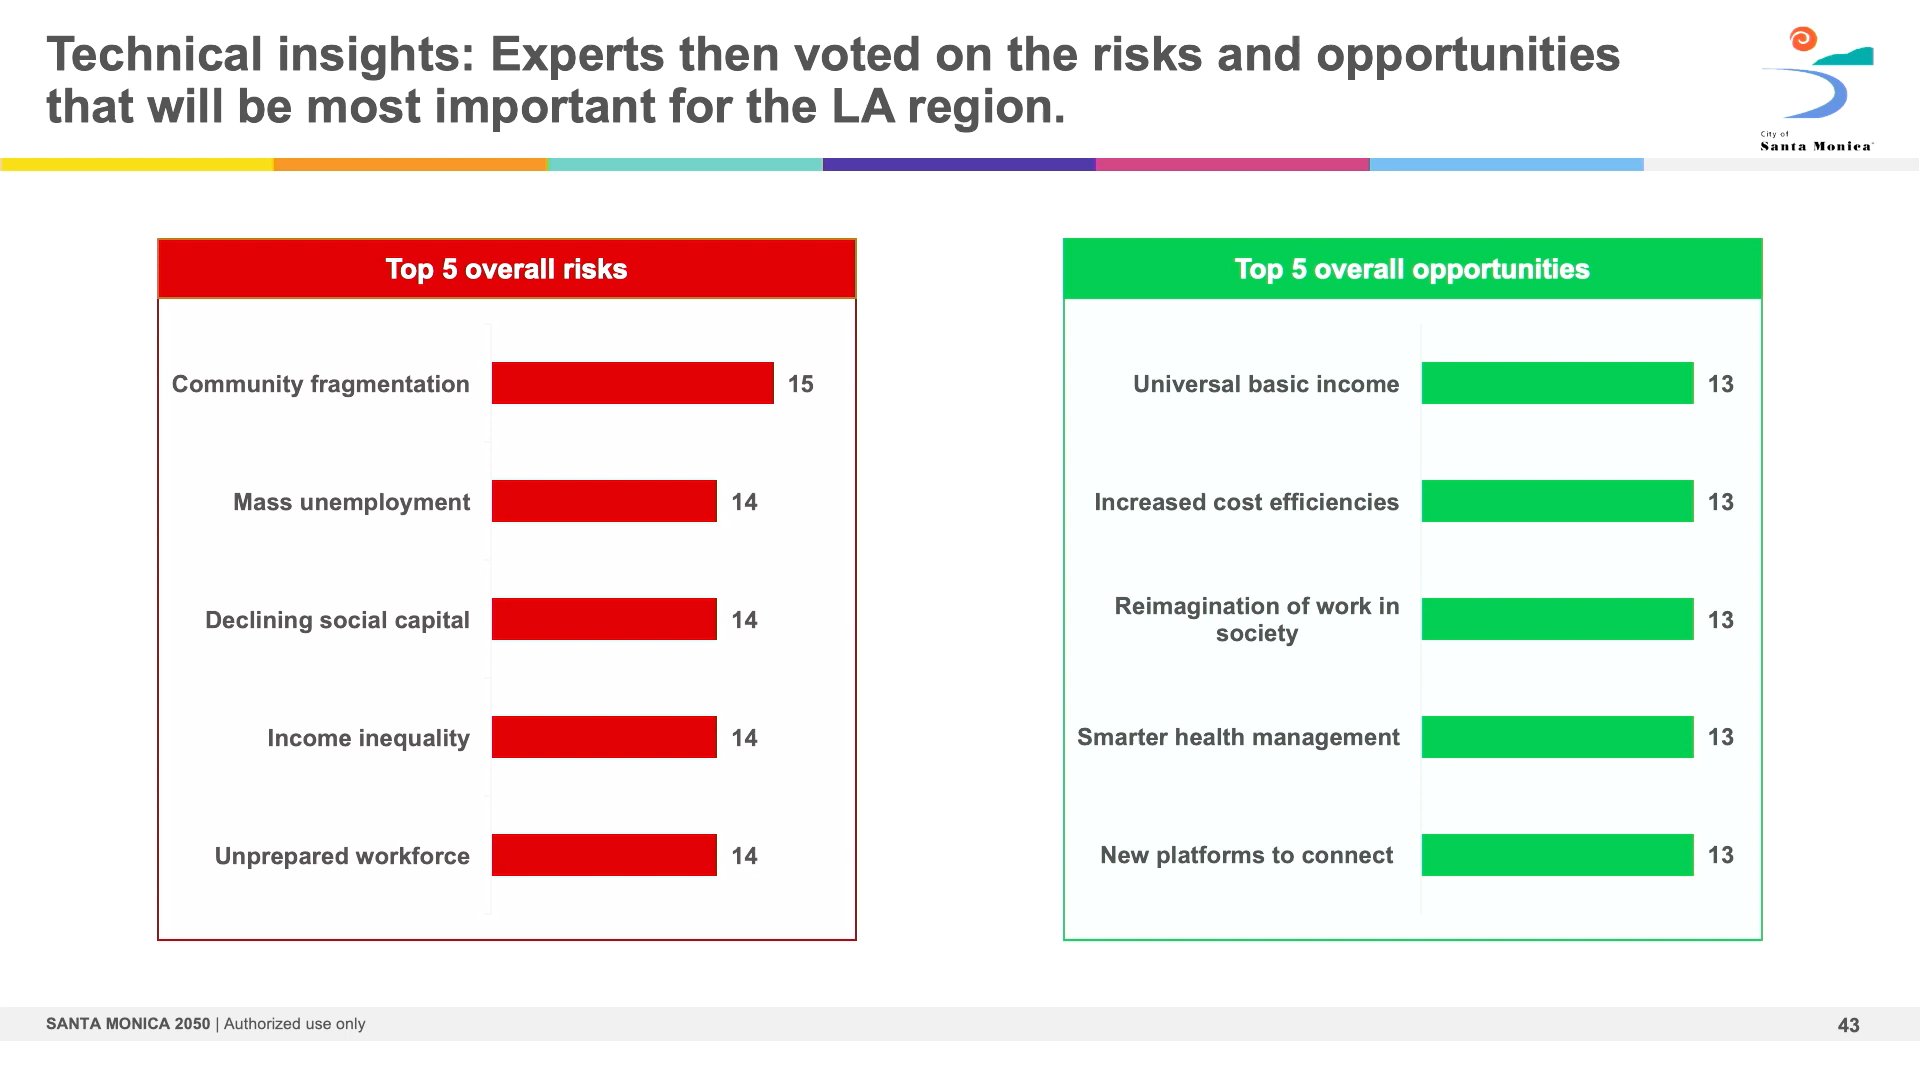 Technical insights: Experts then voted on the risks and opportunities
that will be most important for the LA region.
City of
Santa Monica
Top 5 overall risks
Community fragmentation 15
Mass unemployment 14
Declining social capital 14
Income inequality 14
Unprepared workforce 14
Top 5 overall opportunities
Universal basic income 13
Increased cost efficiencies 13
Reimagination of work in
society 13
Smarter health management 13
New platforms to connect 13
SANTA MONICA 2050 | Authorized use only
43